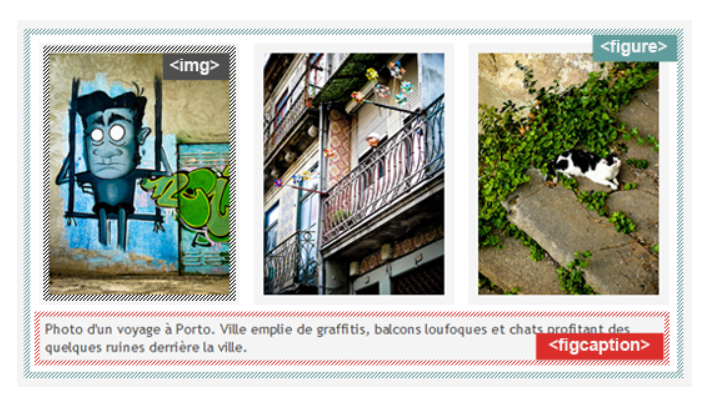 <figure>
<img>
Photo d'un voyage à Porto. Ville emplie de graffitis, balcons loufoques et chats profitant des
quelques ruines derrière la ville.
<figcaption>